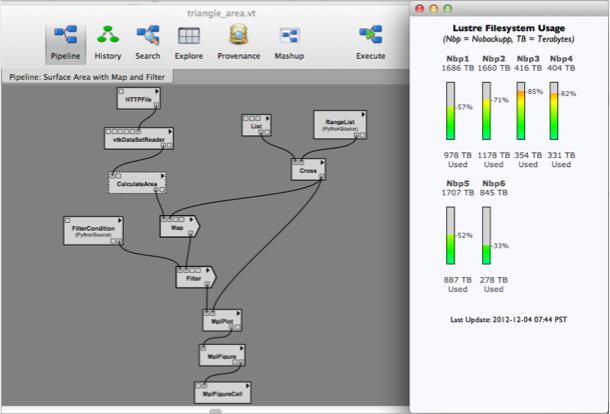 triangle_area.vt
Pipeline History Search Explore Provenance Mashup Execute
Pipeline: Surface Area with Map and Filter
HTTPFile
vtkDataSetReader
CalculateArea
List
RangeList
(PythonSource)
Cross
FilterCondition
(PythonSource)
Map
Filter
MplPlot
MplFigure
MplFigureCell
Lustre Filesystem Usage
(Nbp = Nobackupp, TB = Terabytes)
Nbp1 Nbp2 Nbp3 Nbp4
1686 TB 1660 TB 416 TB 404 TB
-57% -71% -85% -82%
978 TB 1178 TB 354 TB 331 TB
Used Used Used Used
Nbp5 Nbp6
1707 TB 845 TB
-52% -33%
887 TB 278 TB
Used Used
Last Update: 2012-12-04 07:44 PST